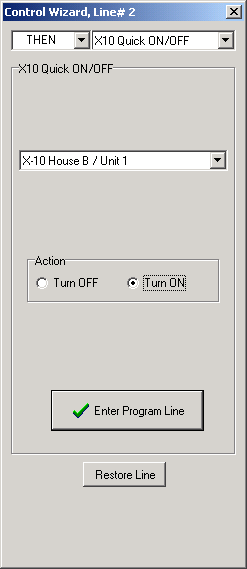 Control Wizard, Line# 2
THEN
X10 Quick ON/OFF
X10 Quick ON/OFF
X-10 House B / Unit 1
Action
Turn OFF
Turn ON
Enter Program Line
Restore Line